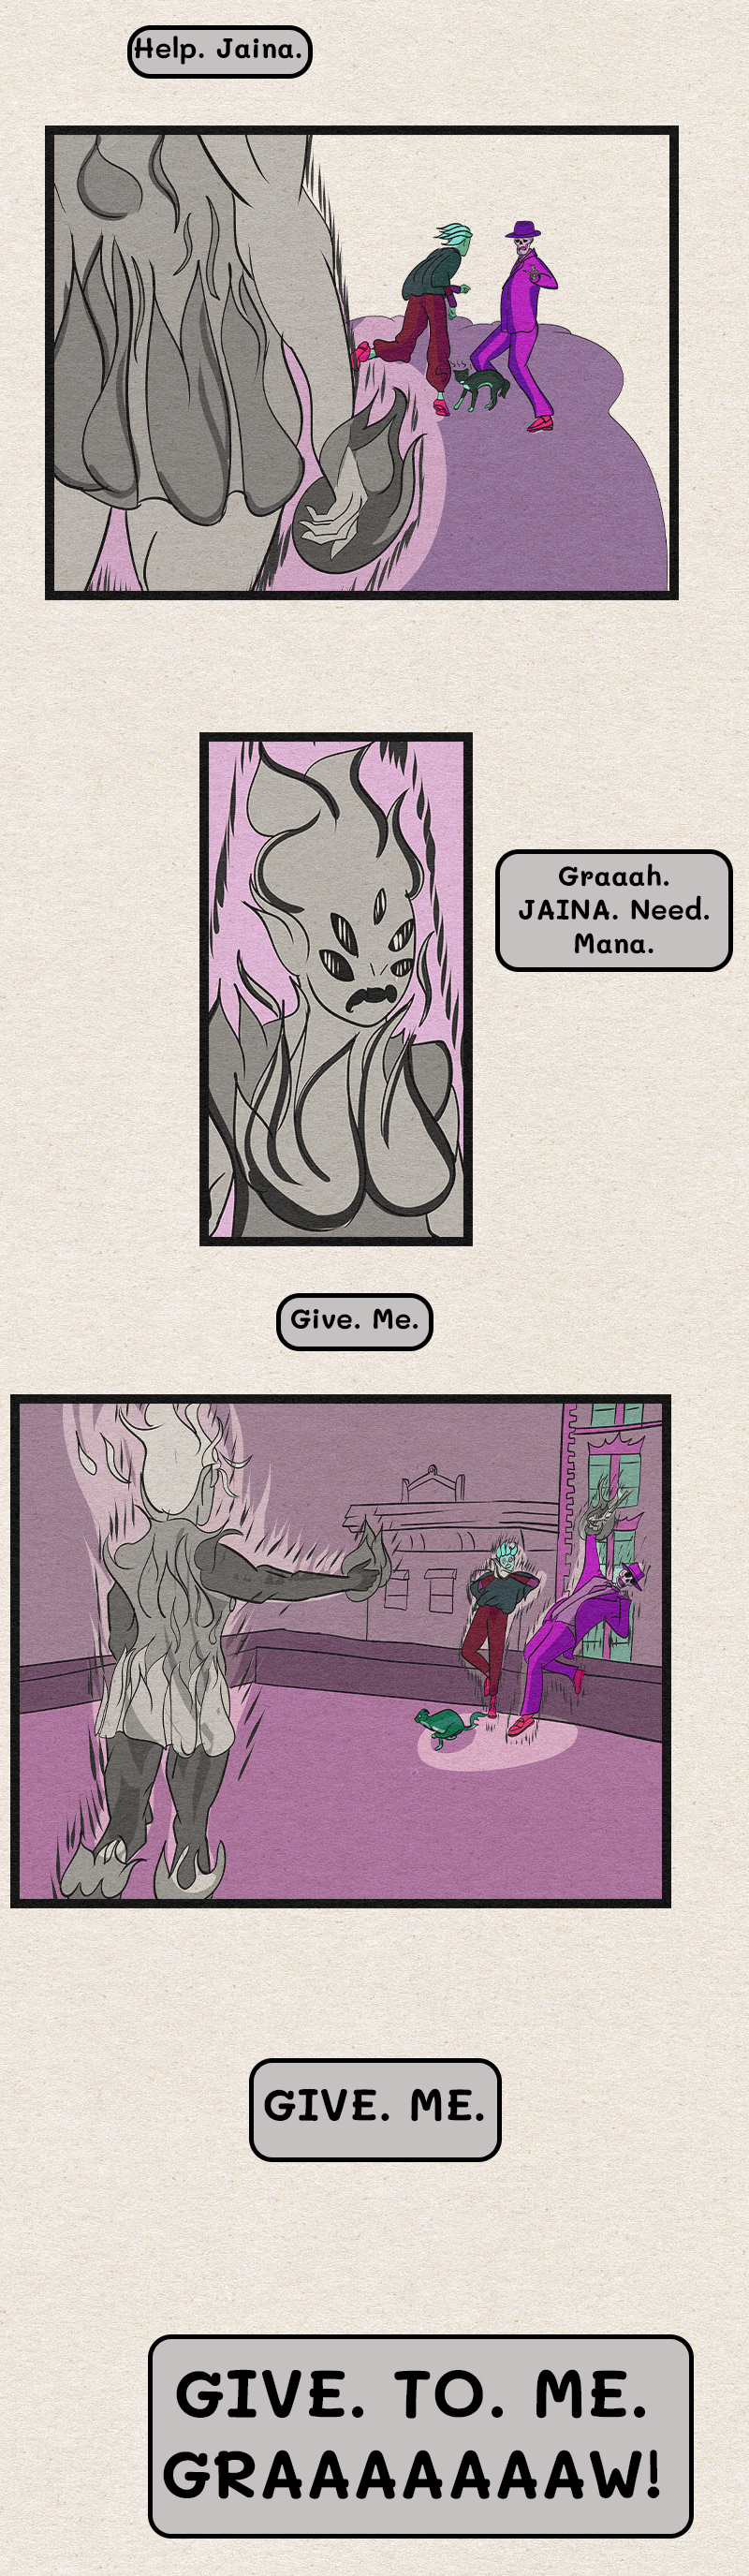 Help. Jaina.
Graaah.
JAINA. Need.
Mana.
Give. Me.
GIVE. ME.
GIVE. TO. ME.
GRAAAAAAAW!